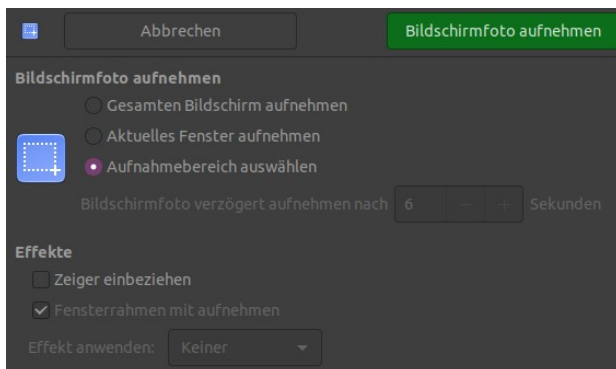 Abbrechen Bildschirmfoto aufnehmen
Bildschirmfoto aufnehmen
Gesamten Bildschirm aufnehmen
Aktuelles Fenster aufnehmen
Aufnahmebereich auswählen
Bildschirmfoto verzögert aufnehmen nach 6 − + Sekunden
Effekte
Zeiger einbeziehen
Fensterrahmen mit aufnehmen
Effekt anwenden: Keiner